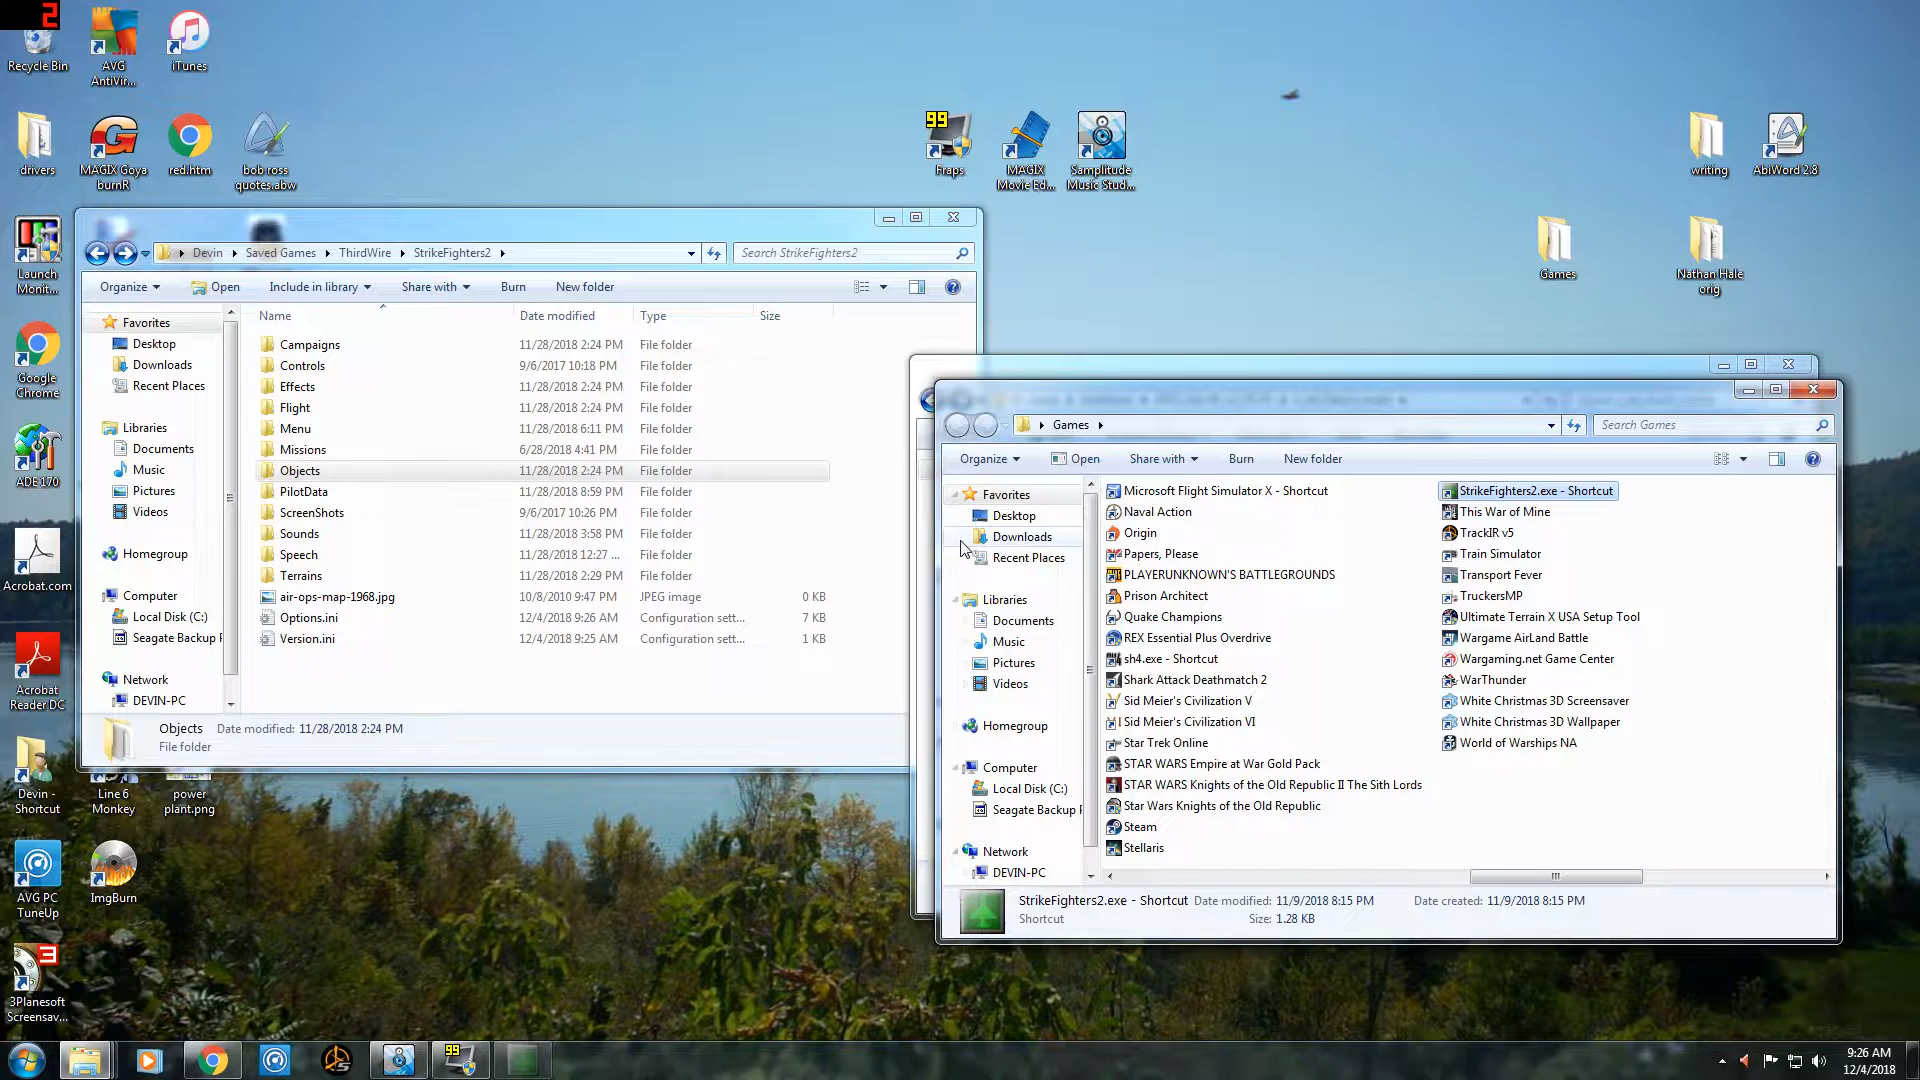 2
Recycle Bin
AVG
AntiVir...
iTunes
drivers
MAGIX Goya
burnR
red.htm
bob ross
quotes.abw
99
Fraps
MAGIX
Movie Ed...
Samplitude
Music Stud...
writing
AbiWord 2.8
Games
Nathan Hale
orig
Launch
Monit...
Google
Chrome
ADE 170
Acrobat.com
Acrobat
Reader DC
Devin -
Shortcut
Line 6
Monkey
power
plant.png
AVG PC
TuneUp
ImgBurn
3
3Planesoft
Screensav...
Devin
Saved Games
ThirdWire
StrikeFighters2
Search StrikeFighters2
Organize
Open
Include in library
Share with
Burn
New folder
Favorites
Desktop
Downloads
Recent Places
Libraries
Documents
Music
Pictures
Videos
Homegroup
Computer
Local Disk (C:)
Seagate Backup
Network
DEVIN-PC
Name Date modified Type Size
Campaigns 11/28/2018 2:24 PM File folder
Controls 9/6/2017 10:18 PM File folder
Effects 11/28/2018 2:24 PM File folder
Flight 11/28/2018 2:24 PM File folder
Menu 11/28/2018 6:11 PM File folder
Missions 6/28/2018 4:41 PM File folder
Objects 11/28/2018 2:24 PM File folder
PilotData 11/28/2018 8:59 PM File folder
ScreenShots 9/6/2017 10:26 PM File folder
Sounds 11/28/2018 3:58 PM File folder
Speech 11/28/2018 12:27 ... File folder
Terrains 11/28/2018 2:29 PM File folder
air-ops-map-1968.jpg 10/8/2010 9:47 PM JPEG image 0 KB
Options.ini 12/4/2018 9:26 AM Configuration sett... 7 KB
Version.ini 12/4/2018 9:25 AM Configuration sett... 1 KB
Objects Date modified: 11/28/2018 2:24 PM
File folder
Games
Search Games
Organize
Open
Share with
Burn
New folder
Favorites
Desktop
Downloads
Recent Places
Libraries
Documents
Music
Pictures
Videos
Homegroup
Computer
Local Disk (C:)
Seagate Backup
Network
DEVIN-PC
Microsoft Flight Simulator X - Shortcut
Naval Action
Origin
Papers, Please
PLAYERUNKNOWN'S BATTLEGROUNDS
Prison Architect
Quake Champions
REX Essential Plus Overdrive
sh4.exe - Shortcut
Shark Attack Deathmatch 2
Sid Meier's Civilization V
Sid Meier's Civilization VI
Star Trek Online
STAR WARS Empire at War Gold Pack
STAR WARS Knights of the Old Republic II The Sith Lords
Star Wars Knights of the Old Republic
Steam
Stellaris
StrikeFighters2.exe - Shortcut
This War of Mine
TrackIR v5
Train Simulator
Transport Fever
TruckersMP
Ultimate Terrain X USA Setup Tool
Wargame AirLand Battle
Wargaming.net Game Center
WarThunder
White Christmas 3D Screensaver
White Christmas 3D Wallpaper
World of Warships NA
StrikeFighters2.exe - Shortcut Date modified: 11/9/2018 8:15 PM Date created: 11/9/2018 8:15 PM
Shortcut Size: 1.28 KB
99
9:26 AM
12/4/2018